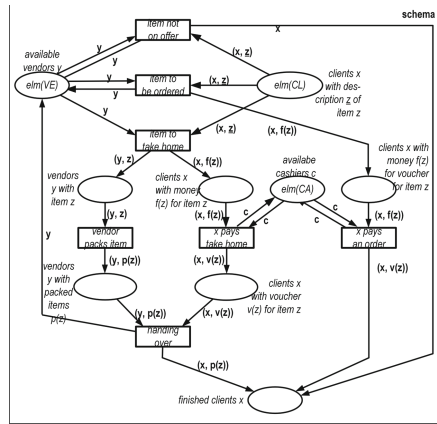 schema
item not
on offer
x
available
vendors y
y
y
(x, z)
elm(VE)
y
y
item to
be ordered
(x, z)
elm(CL)
clients x
with des-
cription z of
item z
y
(x, z)
(x, f(z))
item to
take home
(y, z)
(x, f(z))
vendors
y with
item z
clients x
with money
f(z) for item z
availabe
cashiers c
elm(CA)
clients x with
money f(z)
for voucher
for item z
(y, z)
(x, f(z))
c
c
c
c
(x, f(z))
y
vendor
packs item
x pays
take home
x pays
an order
(y, p(z))
(x, v(z))
(x, v(z))
vendors
y with
packed
items
p(z)
clients x
with voucher
v(z) for item z
(y, p(z))
(x, v(z))
handing
over
(x, p(z))
finished clients x